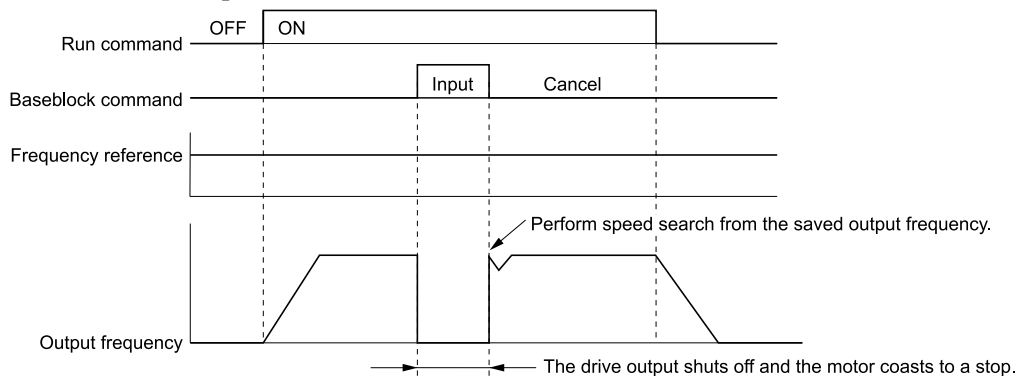 OFF ON
Run command
Input Cancel
Baseblock command
Frequency reference
Perform speed search from the saved output frequency.
Output frequency
The drive output shuts off and the motor coasts to a stop.